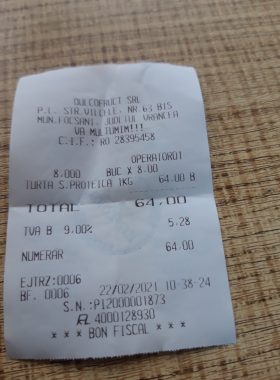 DULCOFRUCT SRL
P.L. STR.VILCELE, NR 63 BIS
MUN.FOCSANI, JUDETUL VRANCEA
VA MULTUMIM!!!
C.I.F.: RO 28395458
OPERATOR01
8,000 BUC X 8.00
TURTA S.PROTEICA 1KG 64.00 B
TOTAL 64,00
TVA B 9.00% 5,28
NUMERAR 64.00
EJTRZ:0006
BF. 0006 22/02/2021 10-38-24
S.N.:P12000001873
4000128930
* * * BON FISCAL * * *